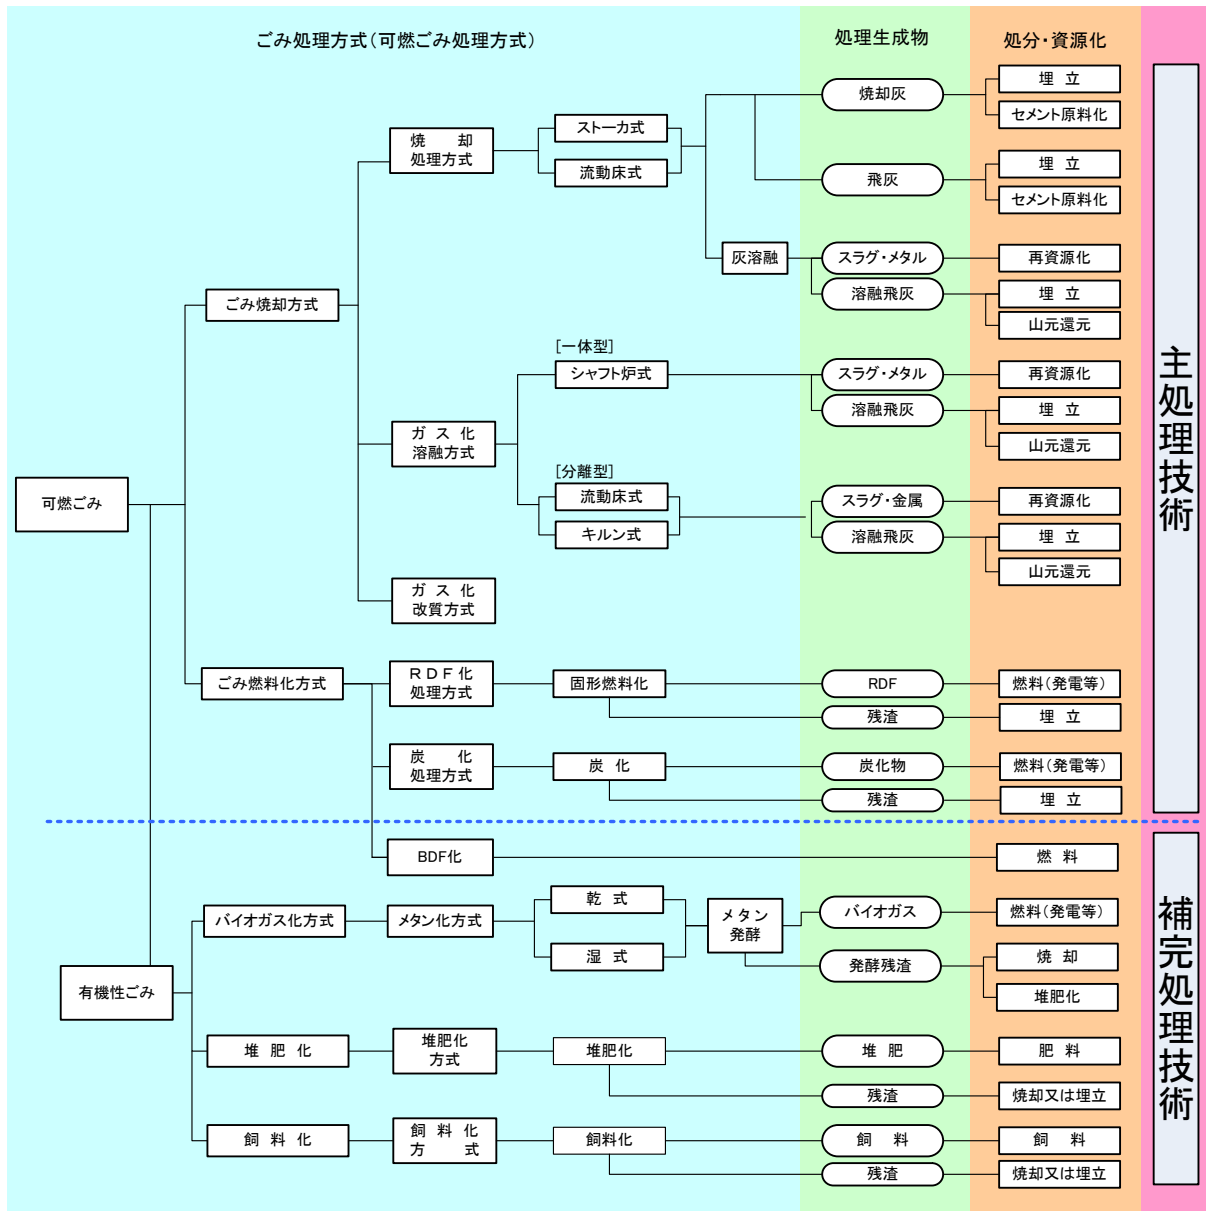 ごみ処理方式(可燃ごみ処理方式)
処理生成物
処分・資源化
可燃ごみ
ごみ焼却方式
焼　却
処理方式
ストーカ式
流動床式
焼却灰
埋 立
セメント原料化
飛灰
埋 立
セメント原料化
灰溶融
スラグ・メタル
再資源化
溶融飛灰
埋 立
山元還元
ガ ス 化
溶融方式
[一体型]
シャフト炉式
スラグ・メタル
再資源化
溶融飛灰
埋 立
山元還元
[分離型]
流動床式
キルン式
スラグ・金属
再資源化
溶融飛灰
埋 立
山元還元
ガ ス 化
改質方式
ごみ燃料化方式
ＲＤＦ化
処理方式
固形燃料化
RDF
燃料(発電等)
残渣
埋 立
炭　化
処理方式
炭 化
炭化物
燃料(発電等)
残渣
埋 立
BDF化
燃 料
主処理技術
有機性ごみ
バイオガス化方式
メタン化方式
乾 式
湿 式
メタン
発酵
バイオガス
燃料(発電等)
発酵残渣
焼 却
堆肥化
堆 肥 化
堆肥化
方式
堆肥化
堆 肥
肥 料
残渣
焼却又は埋立
飼 料 化
飼 料 化
方　式
飼料化
飼　料
飼 料
残渣
焼却又は埋立
補完処理技術